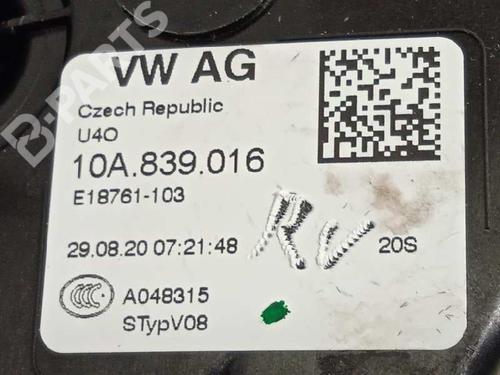 B-PARTS
VW AG
Czech Republic
U4O
10A.839.016
E18761-103
29.08.20 07:21:48
20S
CCC
A048315
STypV08